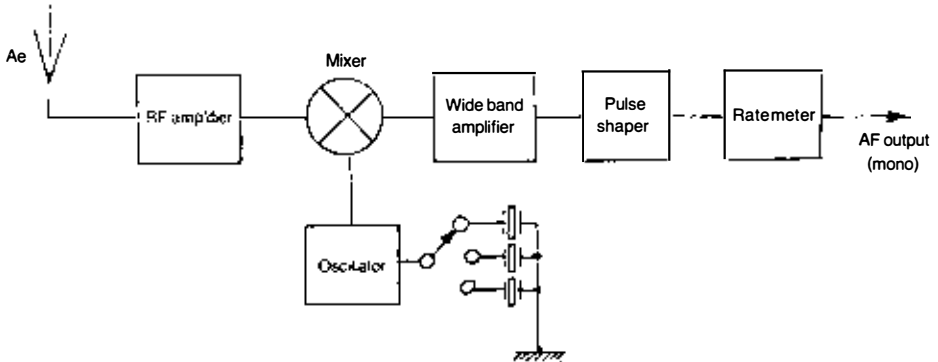 Ae
RF amplifier
Mixer
Wide band
amplifier
Pulse
shaper
Ratemeter
AF output
(mono)
Oscillator